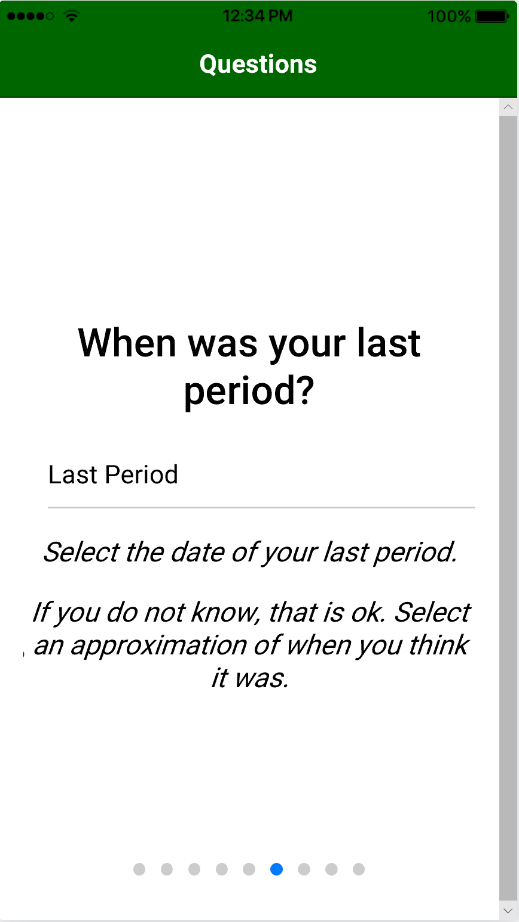 12:34 PM 100%
Questions
When was your last
period?
Last Period
Select the date of your last period.
If you do not know, that is ok. Select
, an approximation of when you think
it was.